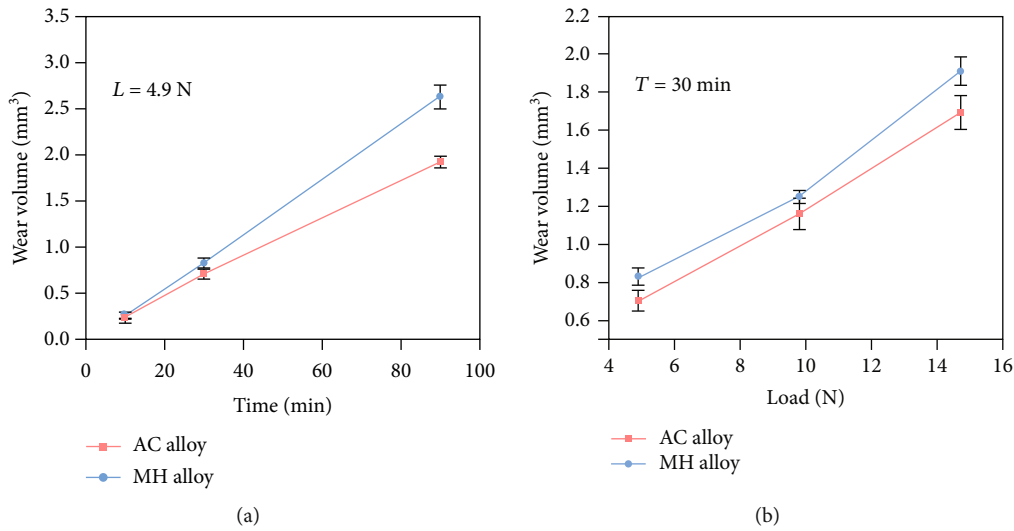 3.5
3.0
2.5
2.0
1.5
1.0
0.5
0.0
Wear volume (mm³)
L = 4.9 N
0 20 40 60 80 100
Time (min)
AC alloy
MH alloy
(a)
2.2
2.0
1.8
1.6
1.4
1.2
1.0
0.8
0.6
Wear volume (mm³)
T = 30 min
4 6 8 10 12 14 16
Load (N)
AC alloy
MH alloy
(b)